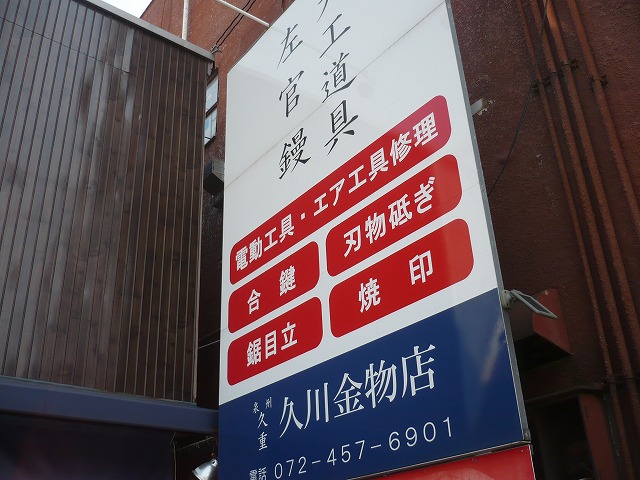 工道具
左官鏝
電動工具・エア工具修理
合鍵
刃物砥ぎ
鋸目立
焼印
泉州
久重
久川金物店
電話 072-457-6901